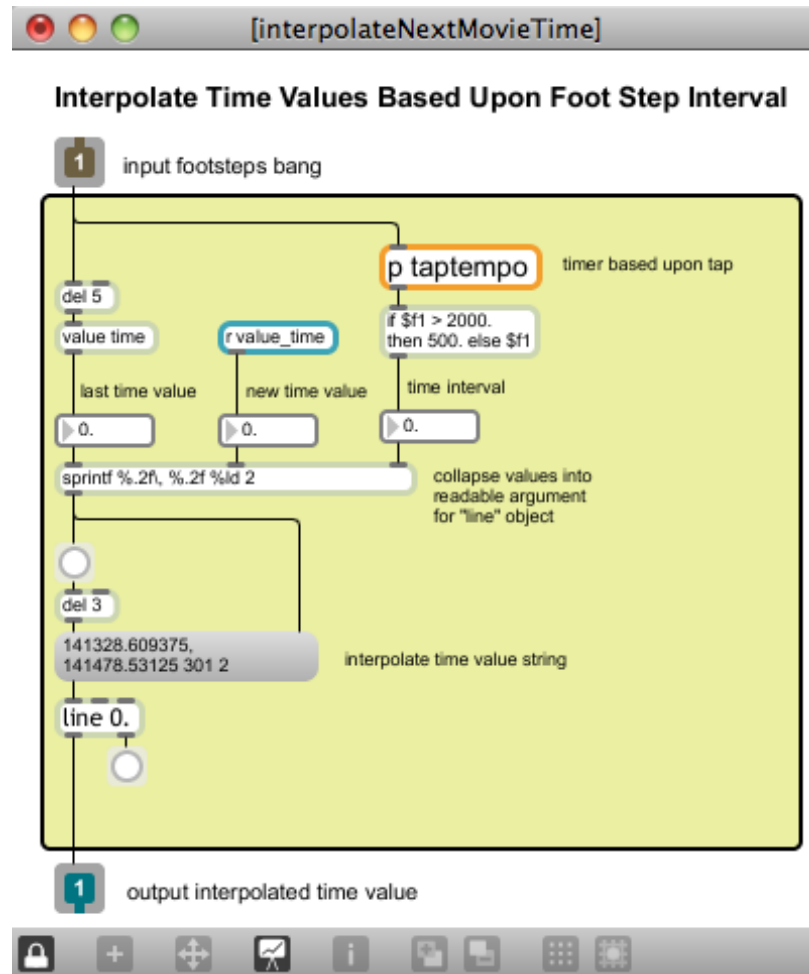 [interpolateNextMovieTime]
Interpolate Time Values Based Upon Foot Step Interval
1
input footsteps bang
p taptempo
timer based upon tap
del 5
value time
r value_time
if $f1 > 2000.
then 500. else $f1
last time value
new time value
time interval
0.
0.
0.
sprintf %.2f\, %.2f %ld 2
collapse values into
readable argument
for "line" object
del 3
141328.609375,
141478.53125 301 2
interpolate time value string
line 0.
1
output interpolated time value
i